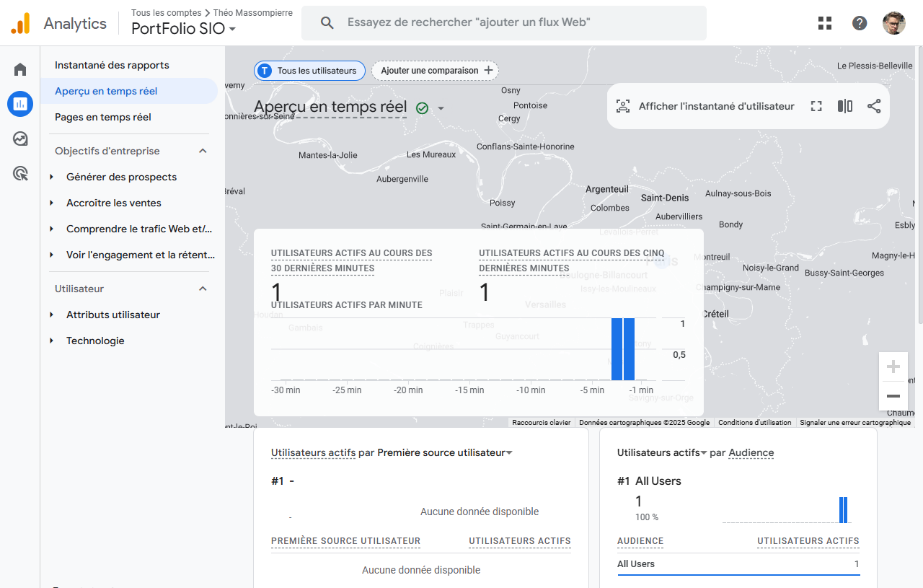 Analytics
Tous les comptes > Théo Massompierre
PortFolio SIO
Essayez de rechercher "ajouter un flux Web"
Instantané des rapports
Aperçu en temps réel
Pages en temps réel
Objectifs d'entreprise
Générer des prospects
Accroître les ventes
Comprendre le trafic Web et/...
Voir l'engagement et la rétent...
Utilisateur
Attributs utilisateur
Technologie
T Tous les utilisateurs
Ajouter une comparaison +
Aperçu en temps réel
Afficher l'instantané d'utilisateur
Le Plessis-Belleville
Osny
Pontoise
Cergy
Conflans-Sainte-Honorine
Mantes-la-Jolie
Les Mureaux
Aubergenville
Poissy
Argenteuil
Saint-Denis
Aulnay-sous-Bois
Colombes
Aubervilliers
Bondy
Esbly
Saint-Germain-en-Laye
Montreuil
Noisy-le-Grand
Magny-le-H
Bussy-Saint-Georges
Champigny-sur-Marne
Créteil
UTILISATEURS ACTIFS AU COURS DES
30 DERNIÈRES MINUTES
1
UTILISATEURS ACTIFS AU COURS DES CINQ
DERNIÈRES MINUTES
1
Boulogne-Billancourt
Issy-les-Moulineaux
Versailles
Plaisir
Trappes
Guyancourt
Coignières
UTILISATEURS ACTIFS PAR MINUTE
1
0,5
-30 min
-25 min
-20 min
-15 min
-10 min
-5 min
-1 min
Raccourcis clavier
Données cartographiques ©2025 Google
Conditions d'utilisation
Signaler une erreur cartographique
Utilisateurs actifs par Première source utilisateur
#1 -
-
Aucune donnée disponible
PREMIÈRE SOURCE UTILISATEUR
UTILISATEURS ACTIFS
Aucune donnée disponible
Utilisateurs actifs par Audience
#1 All Users
1
100 %
AUDIENCE
UTILISATEURS ACTIFS
All Users
1